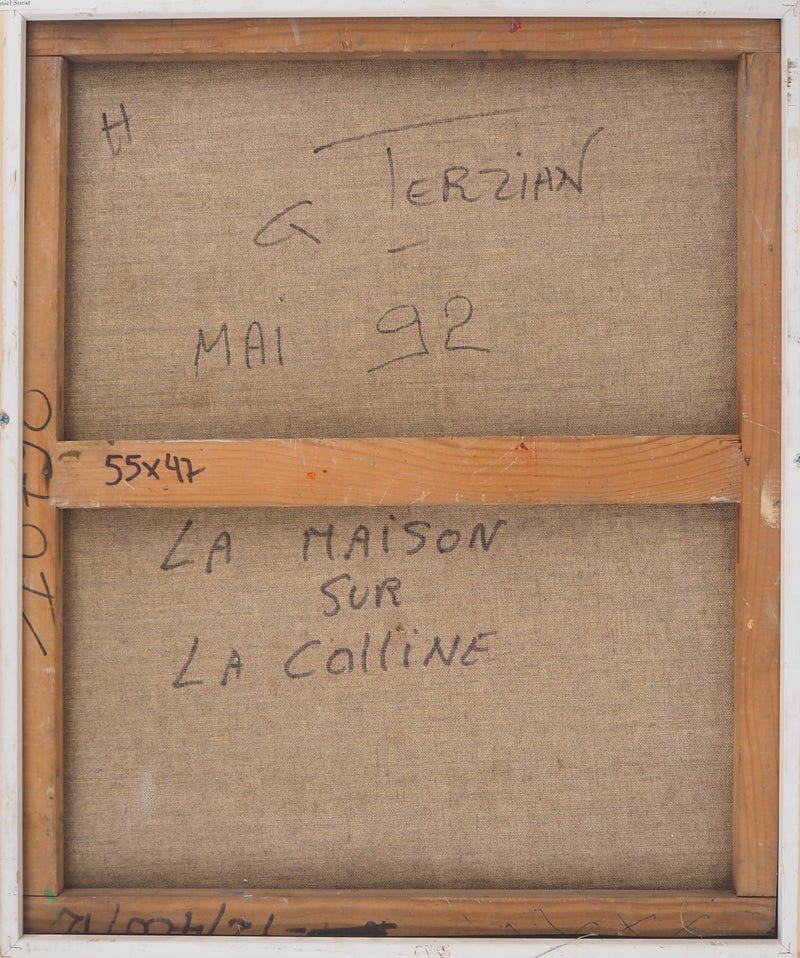 H
G TERZIAN
MAI 92
55x47
LA MAISON
SUR
LA COLLINE